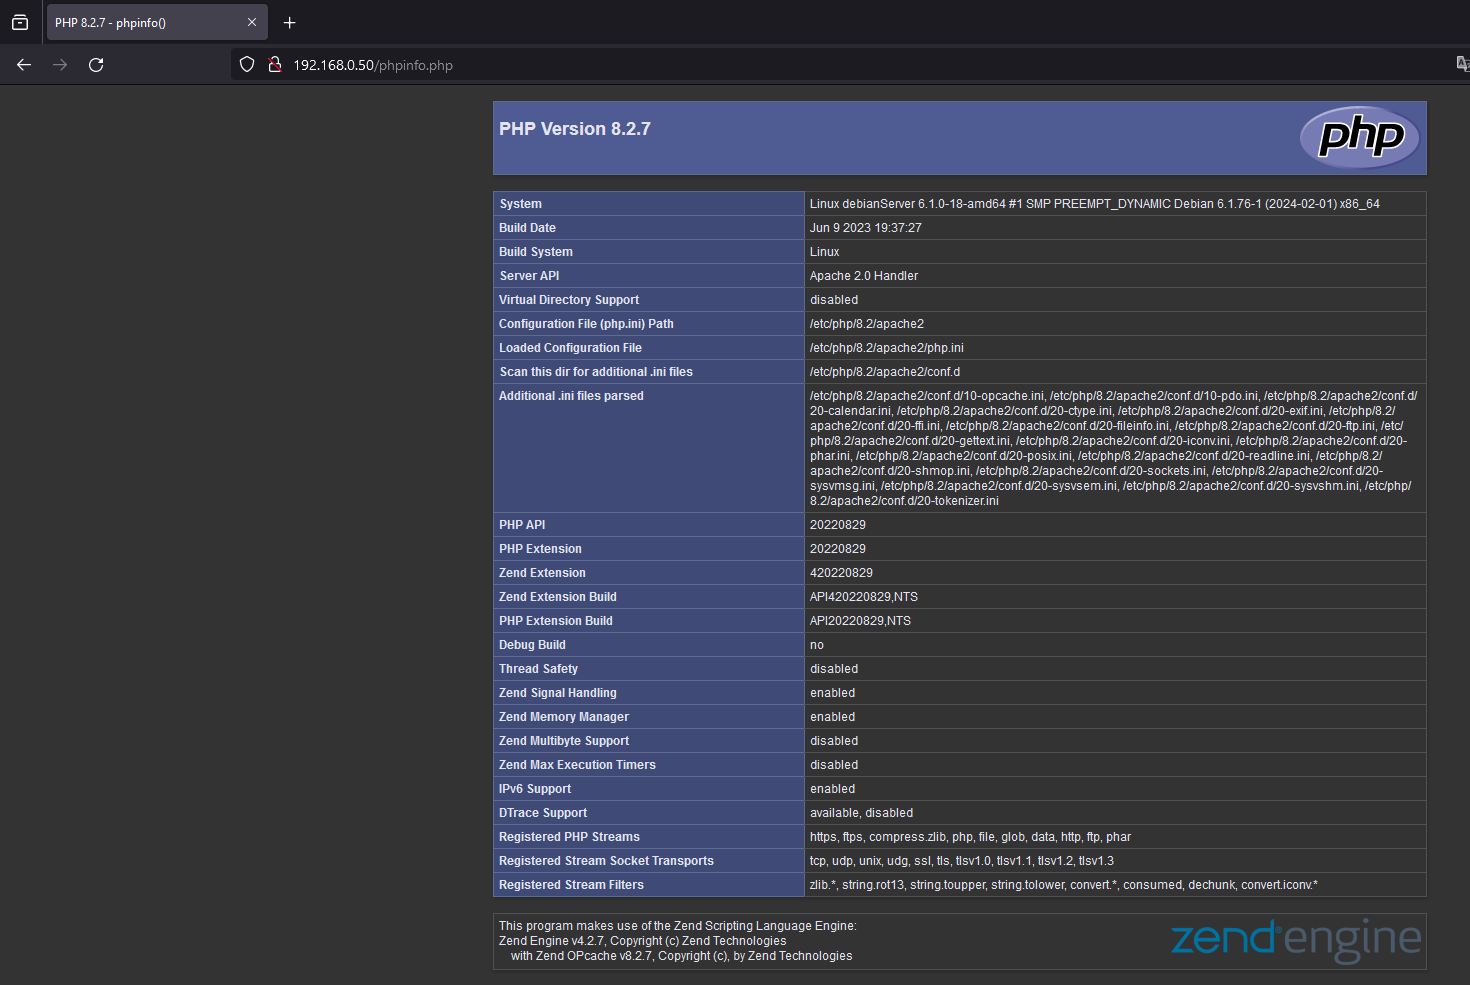 PHP 8.2.7 - phpinfo()
192.168.0.50/phpinfo.php
PHP Version 8.2.7
php
System Linux debianServer 6.1.0-18-amd64 #1 SMP PREEMPT_DYNAMIC Debian 6.1.76-1 (2024-02-01) x86_64
Build Date Jun 9 2023 19:37:27
Build System Linux
Server API Apache 2.0 Handler
Virtual Directory Support disabled
Configuration File (php.ini) Path /etc/php/8.2/apache2
Loaded Configuration File /etc/php/8.2/apache2/php.ini
Scan this dir for additional .ini files /etc/php/8.2/apache2/conf.d
Additional .ini files parsed /etc/php/8.2/apache2/conf.d/10-opcache.ini, /etc/php/8.2/apache2/conf.d/10-pdo.ini, /etc/php/8.2/apache2/conf.d/
20-calendar.ini, /etc/php/8.2/apache2/conf.d/20-ctype.ini, /etc/php/8.2/apache2/conf.d/20-exif.ini, /etc/php/8.2/
apache2/conf.d/20-ffi.ini, /etc/php/8.2/apache2/conf.d/20-fileinfo.ini, /etc/php/8.2/apache2/conf.d/20-ftp.ini, /etc/
php/8.2/apache2/conf.d/20-gettext.ini, /etc/php/8.2/apache2/conf.d/20-iconv.ini, /etc/php/8.2/apache2/conf.d/20-
phar.ini, /etc/php/8.2/apache2/conf.d/20-posix.ini, /etc/php/8.2/apache2/conf.d/20-readline.ini, /etc/php/8.2/
apache2/conf.d/20-shmop.ini, /etc/php/8.2/apache2/conf.d/20-sockets.ini, /etc/php/8.2/apache2/conf.d/20-
sysvmsg.ini, /etc/php/8.2/apache2/conf.d/20-sysvsem.ini, /etc/php/8.2/apache2/conf.d/20-sysvshm.ini, /etc/php/
8.2/apache2/conf.d/20-tokenizer.ini
PHP API 20220829
PHP Extension 20220829
Zend Extension 420220829
Zend Extension Build API420220829,NTS
PHP Extension Build API20220829,NTS
Debug Build no
Thread Safety disabled
Zend Signal Handling enabled
Zend Memory Manager enabled
Zend Multibyte Support disabled
Zend Max Execution Timers disabled
IPv6 Support enabled
DTrace Support available, disabled
Registered PHP Streams https, ftps, compress.zlib, php, file, glob, data, http, ftp, phar
Registered Stream Socket Transports tcp, udp, unix, udg, ssl, tls, tlsv1.0, tlsv1.1, tlsv1.2, tlsv1.3
Registered Stream Filters zlib.*, string.rot13, string.toupper, string.tolower, convert.*, consumed, dechunk, convert.iconv.*
This program makes use of the Zend Scripting Language Engine:
Zend Engine v4.2.7, Copyright (c) Zend Technologies
with Zend OPcache v8.2.7, Copyright (c), by Zend Technologies
zend® engine